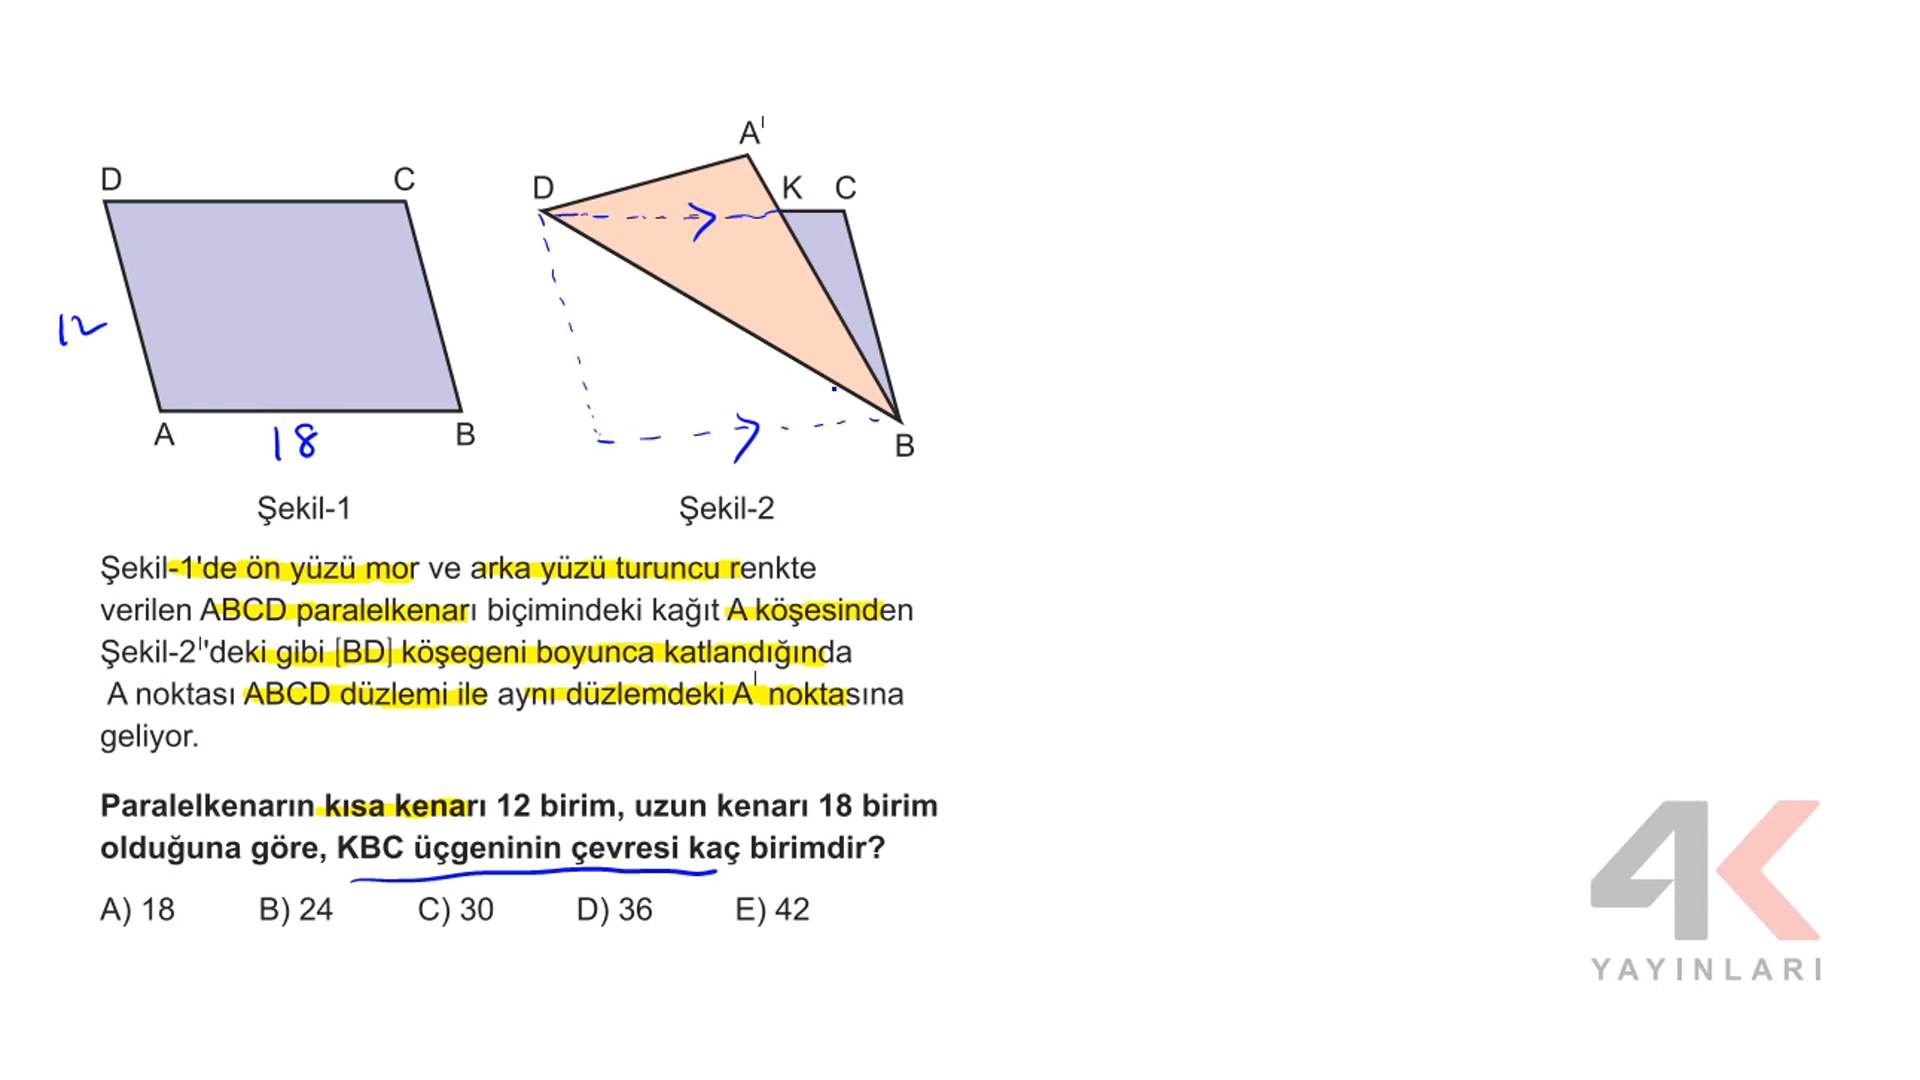 D C
12
A 18 B
Şekil-1
A'
D K C
B
Şekil-2
Şekil-1'de ön yüzü mor ve arka yüzü turuncu renkte
verilen ABCD paralelkenarı biçimindeki kağıt A köşesinden
Şekil-2''deki gibi [BD] köşegeni boyunca katlandığında
A noktası ABCD düzlemi ile aynı düzlemdeki A' noktasına
geliyor.
Paralelkenarın kısa kenarı 12 birim, uzun kenarı 18 birim
olduğuna göre, KBC üçgeninin çevresi kaç birimdir?
A) 18 B) 24 C) 30 D) 36 E) 42
4K
YAYINLARI